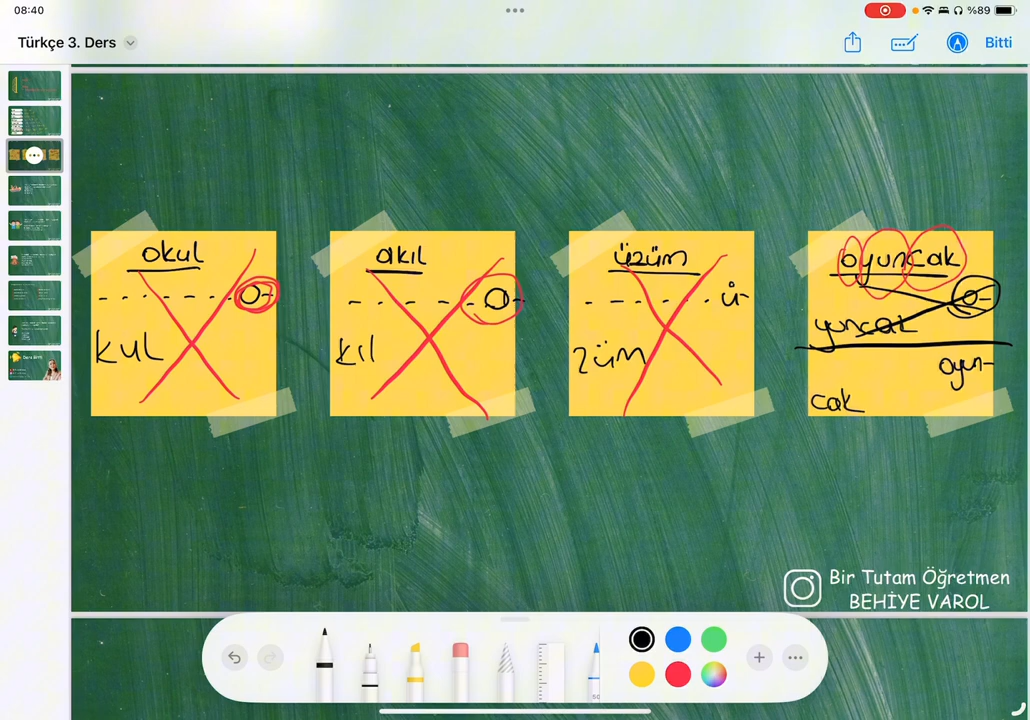 08:40
%89
Türkçe 3. Ders
Bitti
okul
- - - - - - o-
kul
akıl
- - - - - a-
kıl
üzüm
- - - - - - ü-
züm
oyuncak
o-
yuncak
oyun-
cak
Bir Tutam Öğretmen
BEHİYE VAROL
50